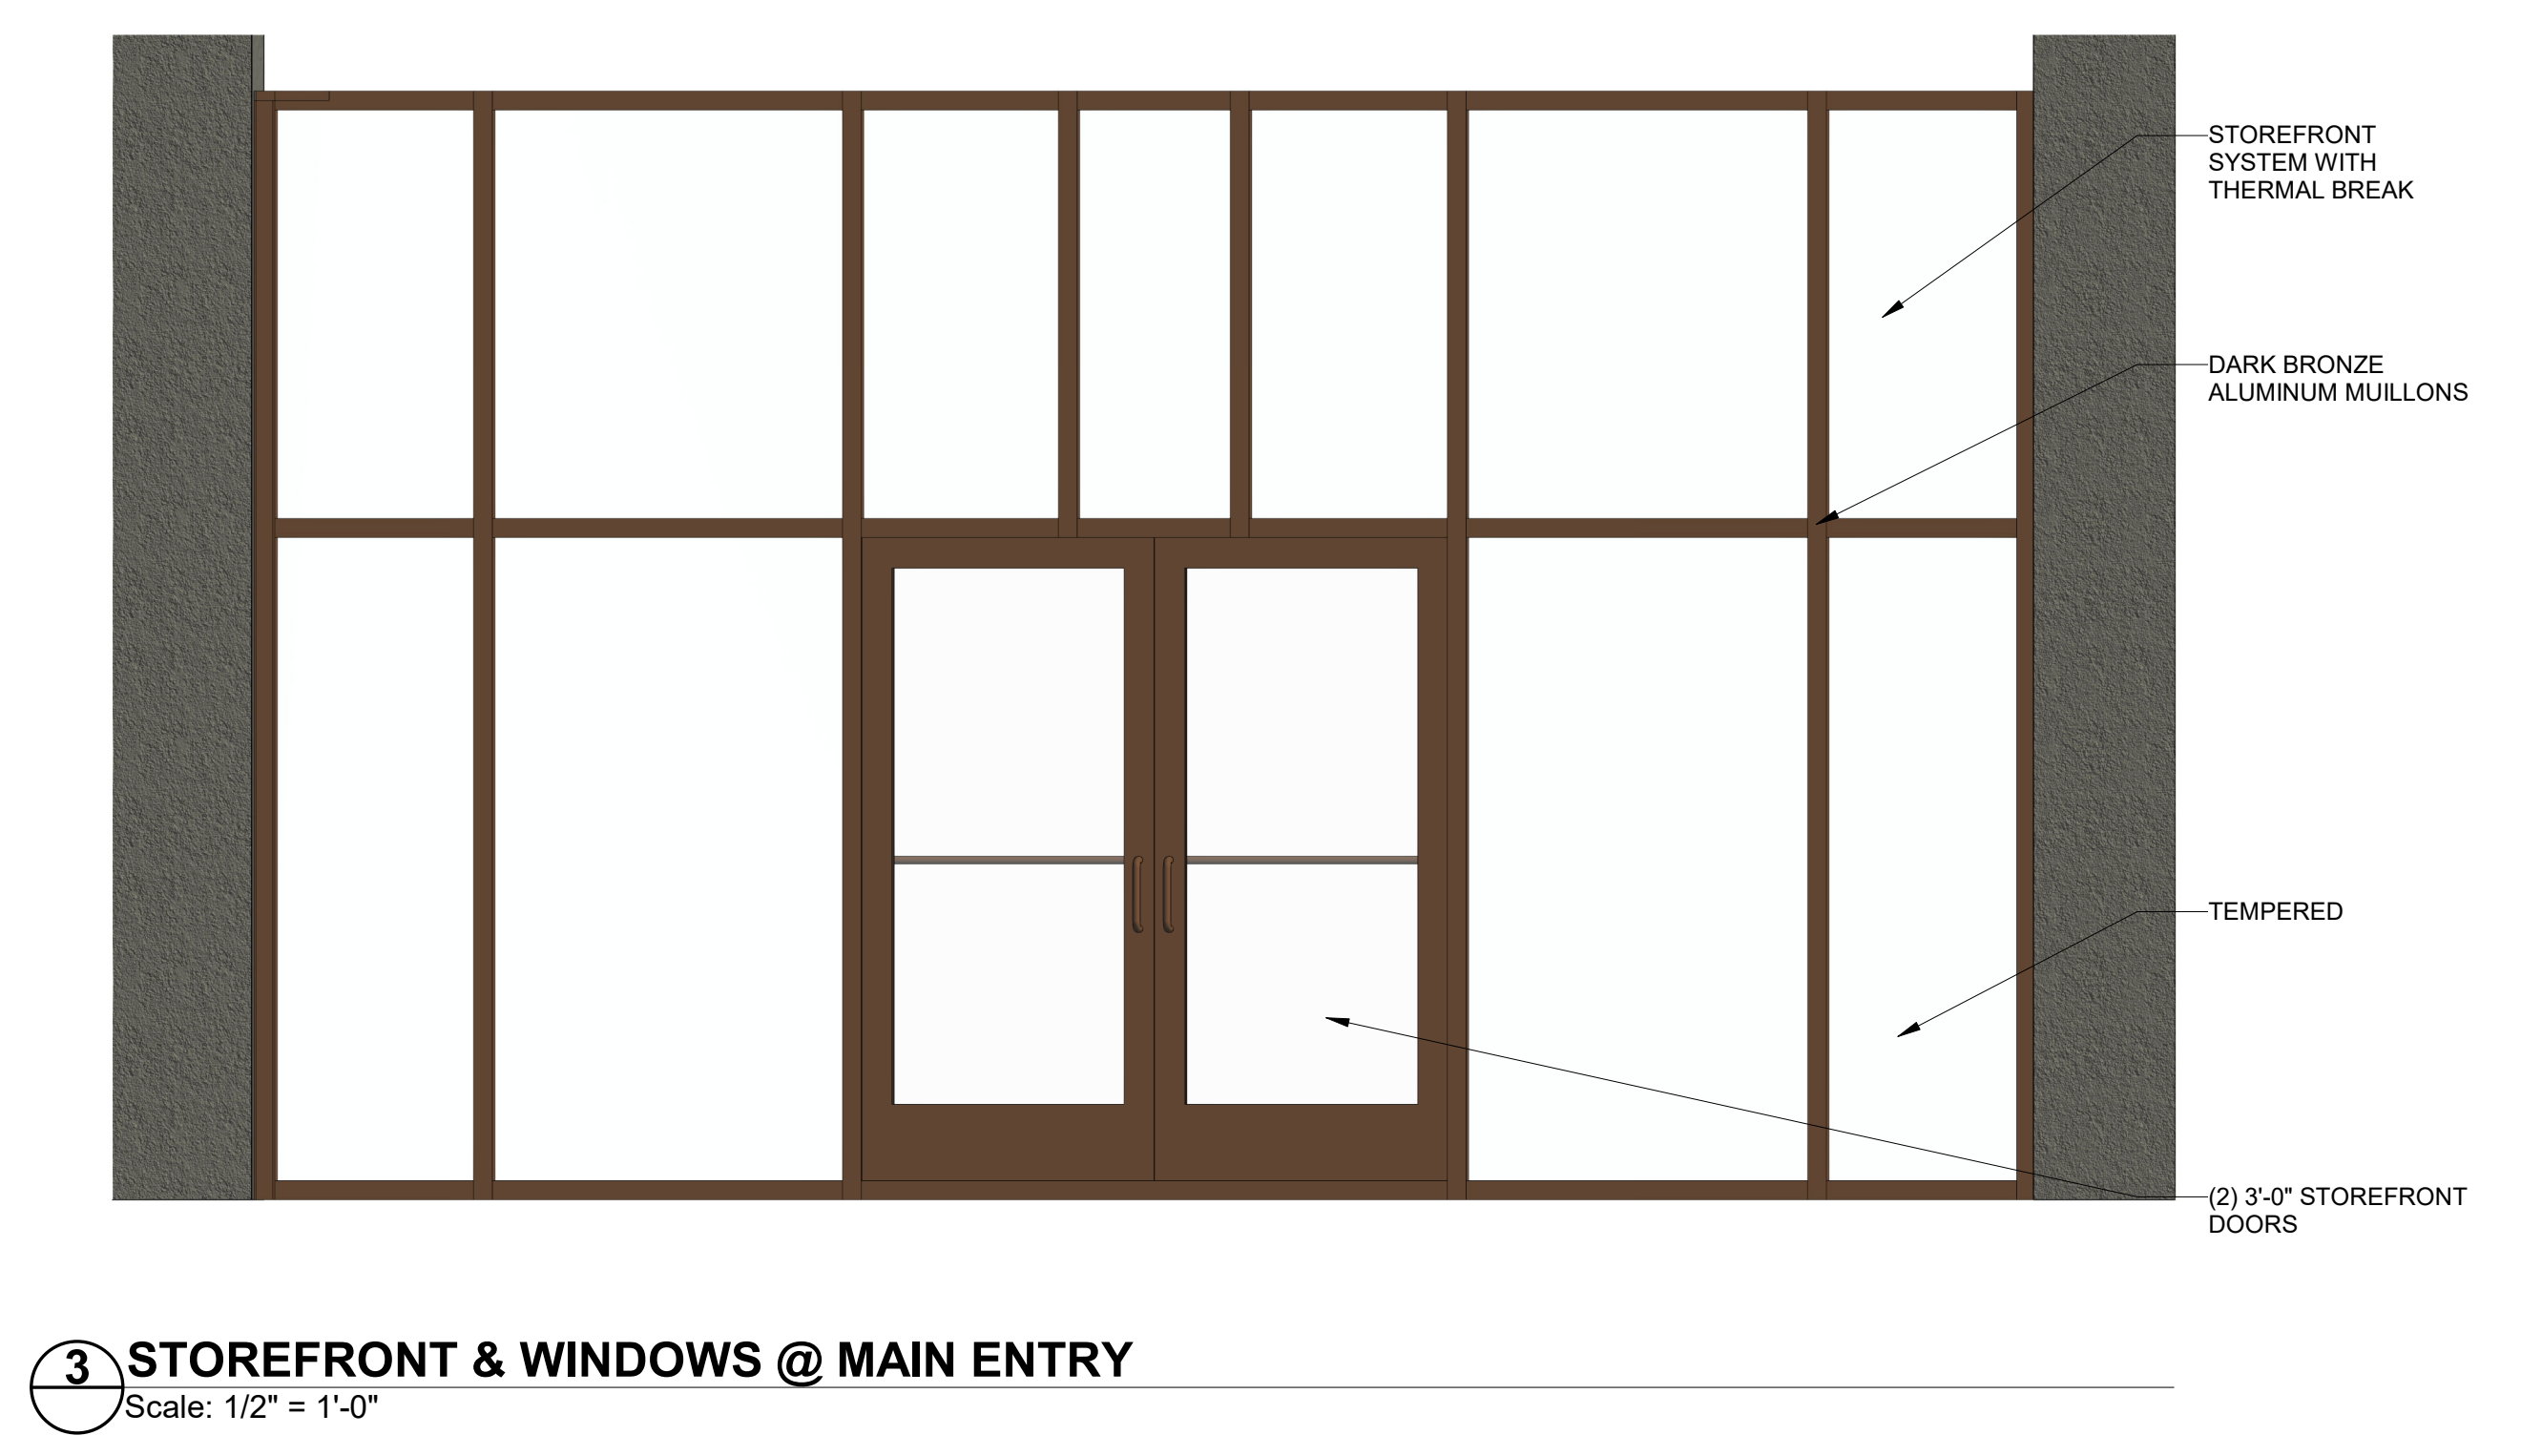 STOREFRONT
SYSTEM WITH
THERMAL BREAK
DARK BRONZE
ALUMINUM MUILLONS
TEMPERED
(2) 3'-0" STOREFRONT
DOORS
3
STOREFRONT & WINDOWS @ MAIN ENTRY
Scale: 1/2" = 1'-0"